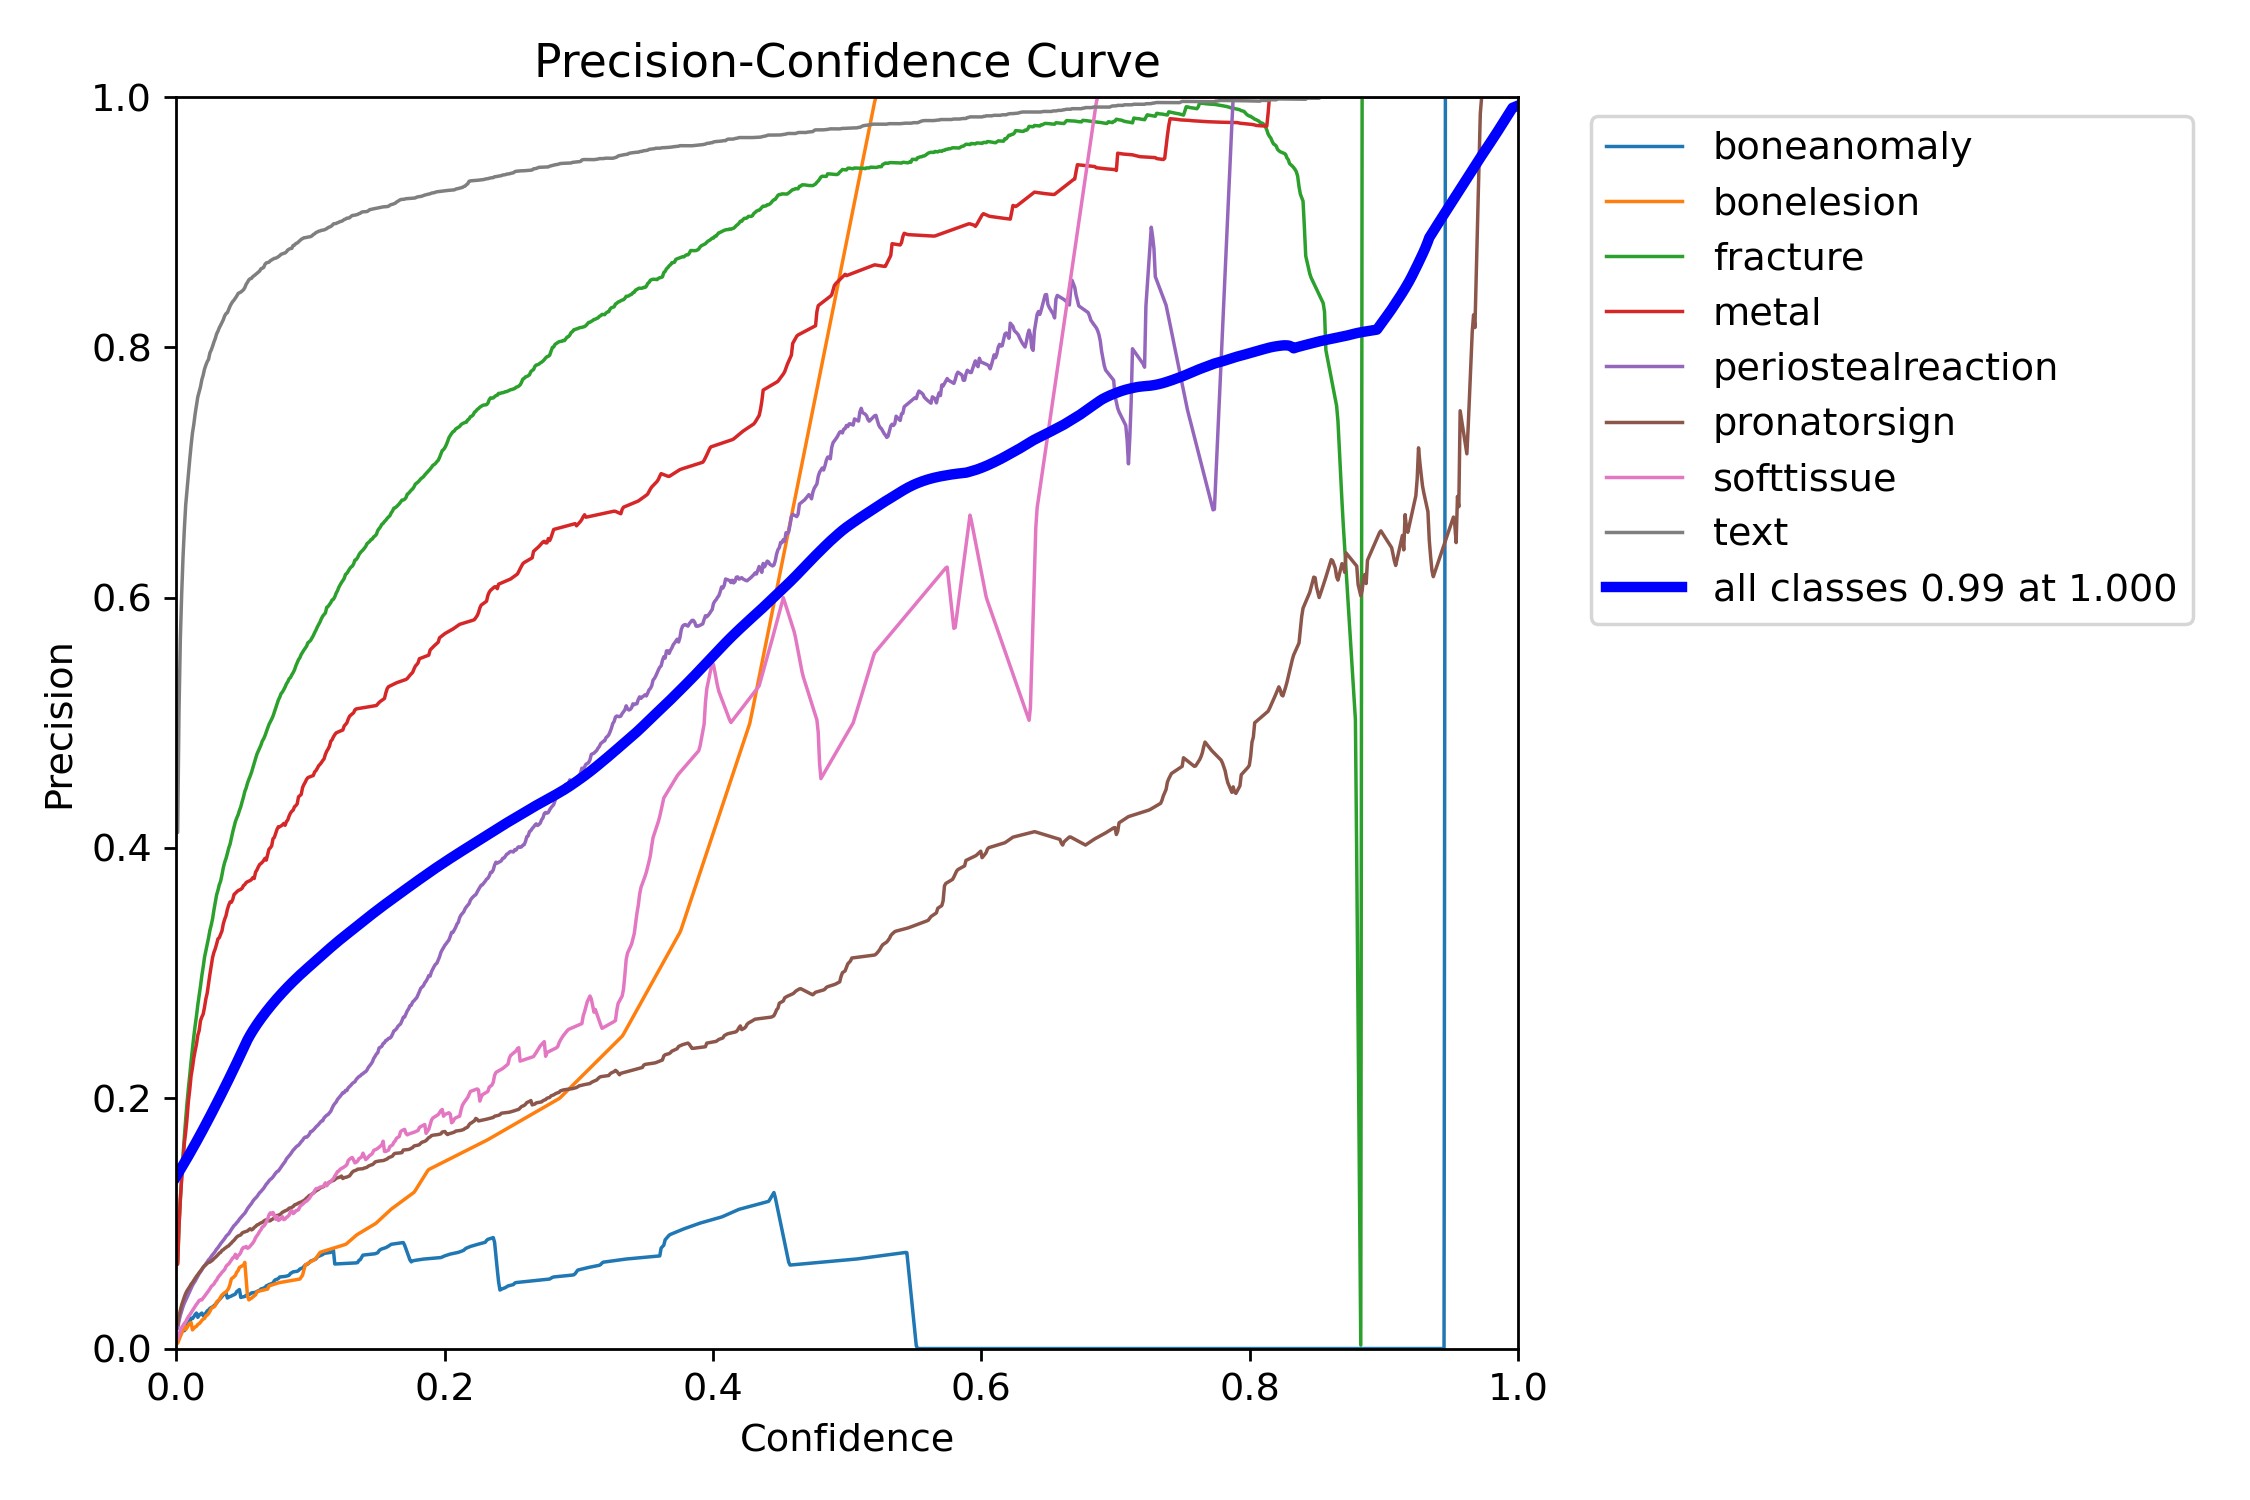 Precision-Confidence Curve
1.0
0.8
0.6
0.4
0.2
0.0
Precision
0.0 0.2 0.4 0.6 0.8 1.0
Confidence
boneanomaly
bonelesion
fracture
metal
periostealreaction
pronatorsign
softtissue
text
all classes 0.99 at 1.000